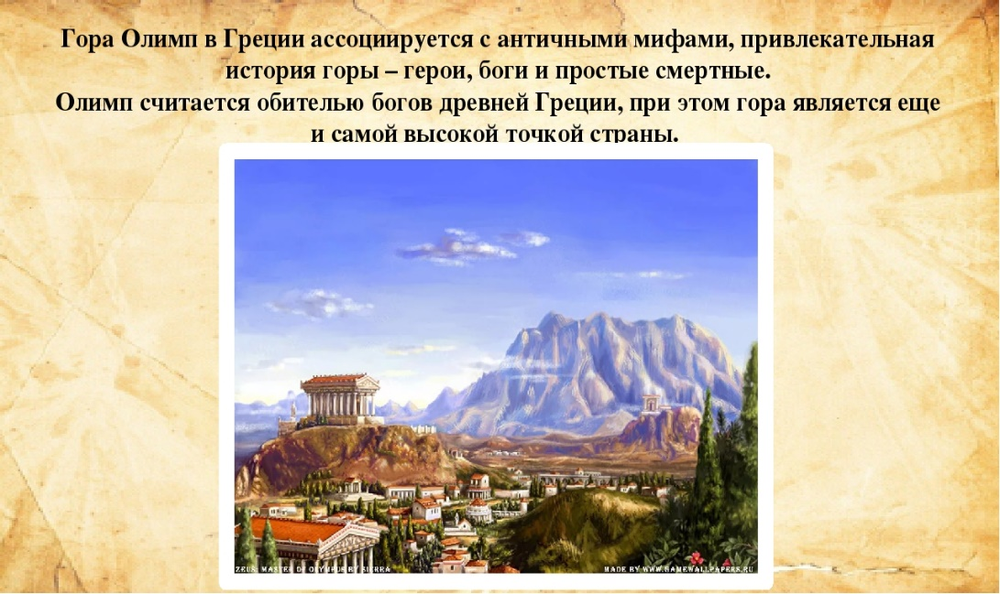 Гора Олимп в Греции ассоциируется с античными мифами, привлекательная
история горы – герои, боги и простые смертные.
Олимп считается обителью богов древней Греции, при этом гора является еще
и самой высокой точкой страны.
ZEUS: MASTER OF OLYMPUS BY SIERRA
MADE BY WWW.GAMEWALLPAPERS.RU